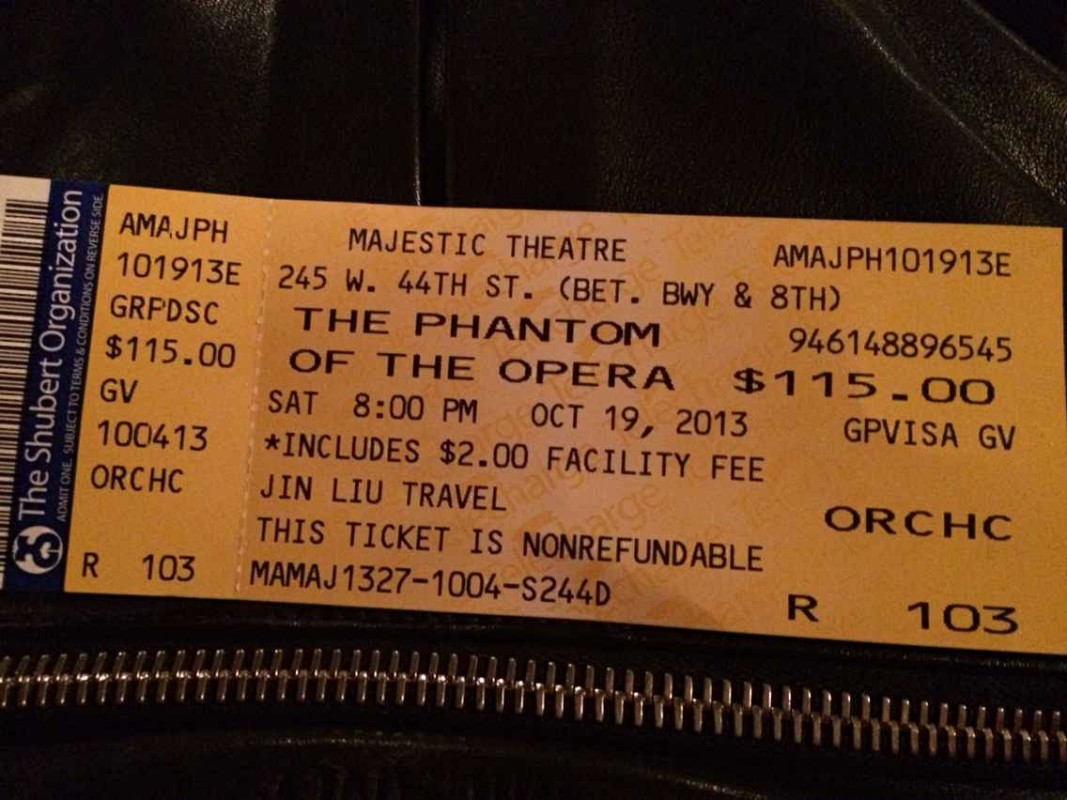 The Shubert Organization
ADMIT ONE. SUBJECT TO TERMS & CONDITIONS ON REVERSE SIDE.
AMAJPH
101913E
GRPDSC
$115.00
GV
100413
ORCHC
R 103
MAJESTIC THEATRE AMAJPH101913E
245 W. 44TH ST. (BET. BWY & 8TH)
THE PHANTOM 946148896545
OF THE OPERA $115.00
SAT 8:00 PM OCT 19, 2013 GPVISA GV
*INCLUDES $2.00 FACILITY FEE
JIN LIU TRAVEL ORCHC
THIS TICKET IS NONREFUNDABLE
MAMAJ1327-1004-S244D R 103